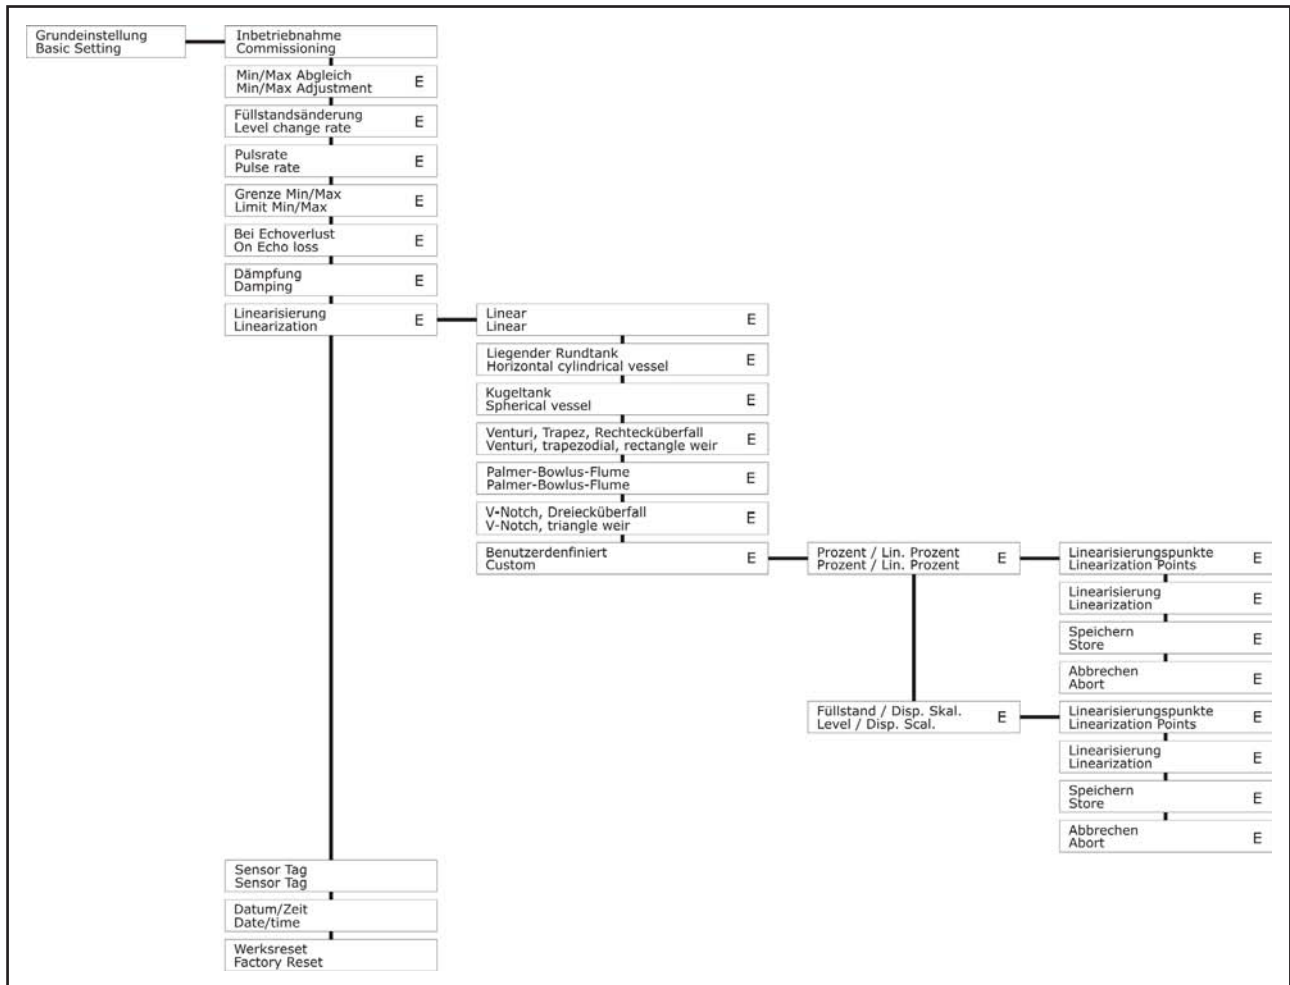 Grundeinstellung
Basic Setting
Inbetriebnahme
Commissioning
Min/Max Abgleich
Min/Max Adjustment
E
Füllstandsänderung
Level change rate
E
Pulsrate
Pulse rate
E
Grenze Min/Max
Limit Min/Max
E
Bei Echoverlust
On Echo loss
E
Dämpfung
Damping
E
Linearisierung
Linearization
E
Linear
Linear
E
Liegender Rundtank
Horizontal cylindrical vessel
E
Kugeltank
Spherical vessel
E
Venturi, Trapez, Rechtecküberfall
Venturi, trapezodial, rectangle weir
E
Palmer-Bowlus-Flume
Palmer-Bowlus-Flume
E
V-Notch, Dreiecküberfall
V-Notch, triangle weir
E
Benutzerdenfiniert
Custom
E
Prozent / Lin. Prozent
Prozent / Lin. Prozent
E
Linearisierungspunkte
Linearization Points
E
Linearisierung
Linearization
E
Speichern
Store
E
Abbrechen
Abort
E
Füllstand / Disp. Skal.
Level / Disp. Scal.
E
Linearisierungspunkte
Linearization Points
E
Linearisierung
Linearization
E
Speichern
Store
E
Abbrechen
Abort
E
Sensor Tag
Sensor Tag
Datum/Zeit
Date/time
Werksreset
Factory Reset